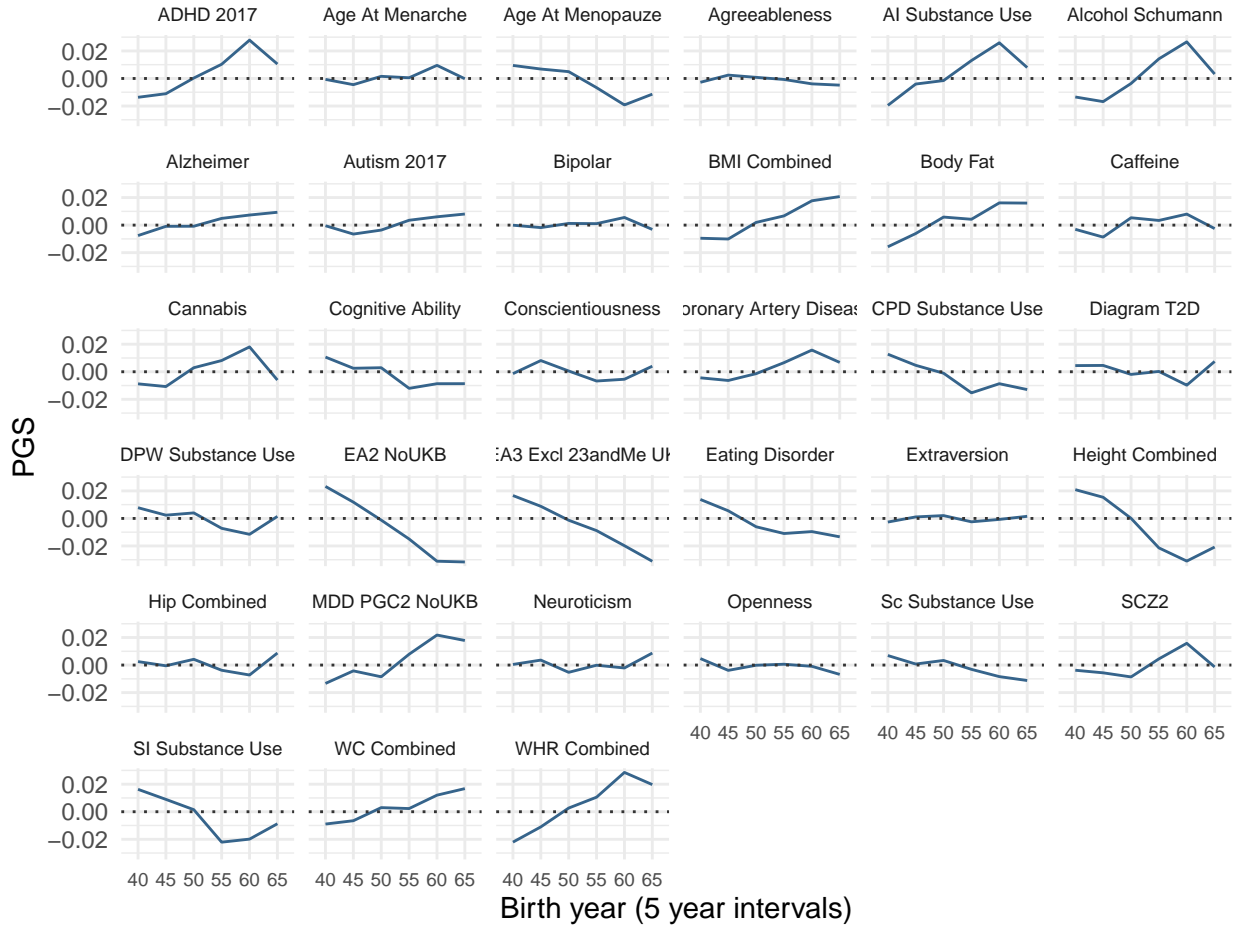 ADHD 2017 Age At Menarche Age At Menopauze Agreeableness AI Substance Use Alcohol Schumann
0.02
0.00
−0.02
Alzheimer Autism 2017 Bipolar BMI Combined Body Fat Caffeine
0.02
0.00
−0.02
Cannabis Cognitive Ability Conscientiousness oronary Artery Diseas CPD Substance Use Diagram T2D
0.02
0.00
−0.02
PGS
DPW Substance Use EA2 NoUKB EA3 Excl 23andMe UK Eating Disorder Extraversion Height Combined
0.02
0.00
−0.02
Hip Combined MDD PGC2 NoUKB Neuroticism Openness Sc Substance Use SCZ2
0.02
0.00
−0.02
40 45 50 55 60 65 40 45 50 55 60 65 40 45 50 55 60 65
SI Substance Use WC Combined WHR Combined
0.02
0.00
−0.02
40 45 50 55 60 65 40 45 50 55 60 65 40 45 50 55 60 65
Birth year (5 year intervals)